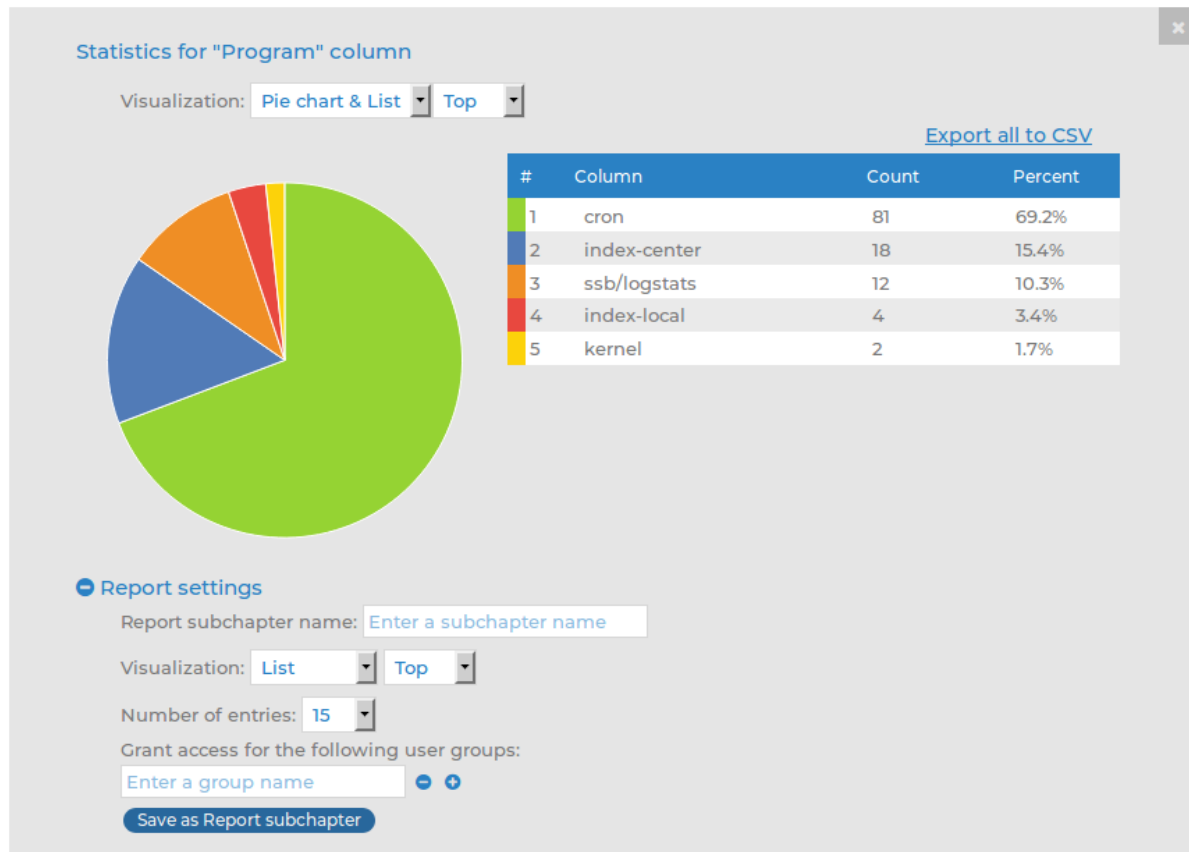 Statistics for "Program" column
Visualization: Pie chart & List Top
Export all to CSV
# Column Count Percent
1 cron 81 69.2%
2 index-center 18 15.4%
3 ssb/logstats 12 10.3%
4 index-local 4 3.4%
5 kernel 2 1.7%
Report settings
Report subchapter name: Enter a subchapter name
Visualization: List Top
Number of entries: 15
Grant access for the following user groups:
Enter a group name
Save as Report subchapter